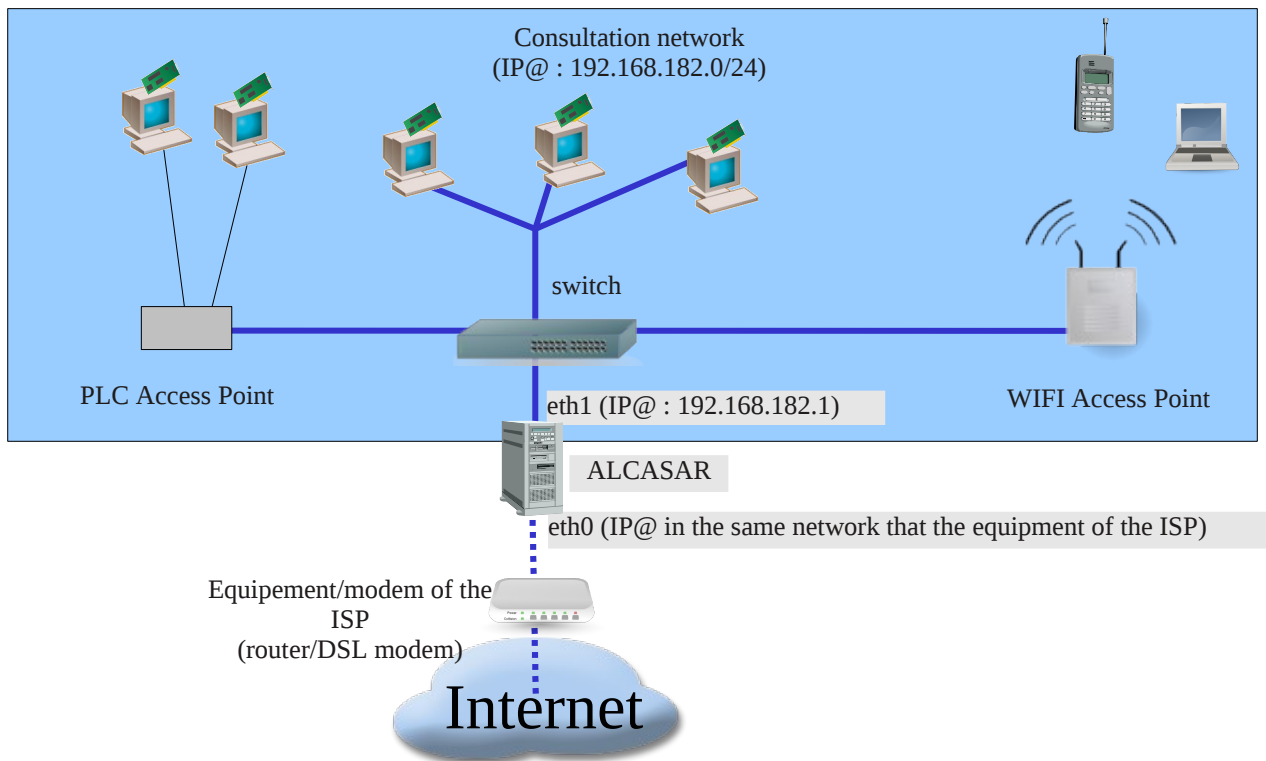 Consultation network
(IP@ : 192.168.182.0/24)
switch
PLC Access Point
eth1 (IP@ : 192.168.182.1)
WIFI Access Point
ALCASAR
eth0 (IP@ in the same network that the equipment of the ISP)
Equipement/modem of the
ISP
(router/DSL modem)
Internet